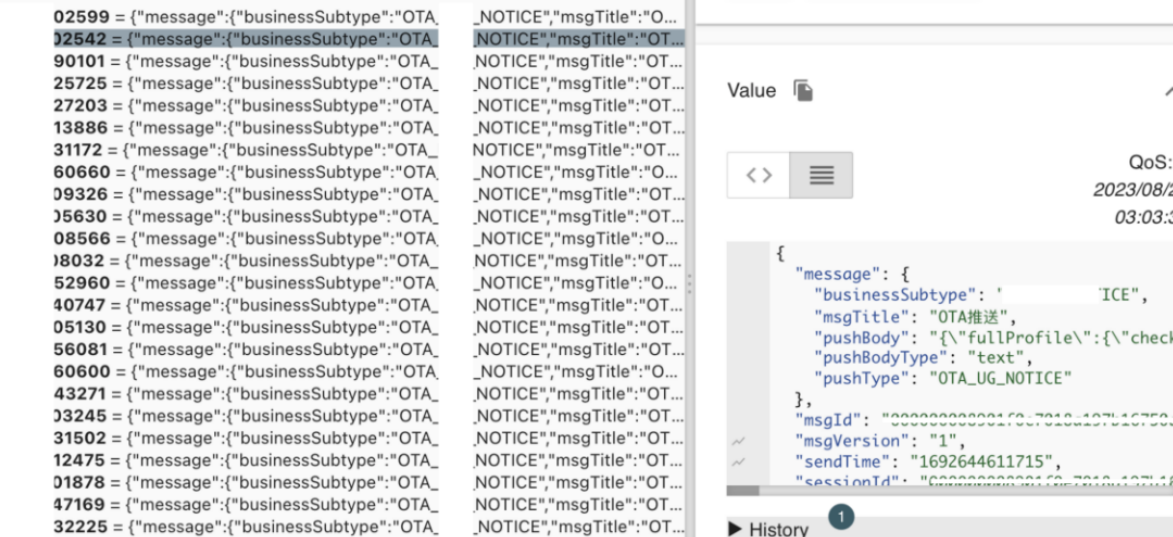 02599 = {"message":{"businessSubtype":"OTA_ _NOTICE","msgTitle":"O...
02542 = {"message":{"businessSubtype":"OTA_ _NOTICE","msgTitle":"OT...
90101 = {"message":{"businessSubtype":"OTA_ _NOTICE","msgTitle":"OT...
25725 = {"message":{"businessSubtype":"OTA_ _NOTICE","msgTitle":"OT...
27203 = {"message":{"businessSubtype":"OTA_ _NOTICE","msgTitle":"OT...
13886 = {"message":{"businessSubtype":"OTA_ _NOTICE","msgTitle":"OT...
31172 = {"message":{"businessSubtype":"OTA_ NOTICE","msgTitle":"OT...
60660 = {"message":{"businessSubtype":"OTA_ _NOTICE","msgTitle":"O...
09326 = {"message":{"businessSubtype":"OTA_ _NOTICE","msgTitle":"OT...
05630 = {"message":{"businessSubtype":"OTA_ _NOTICE","msgTitle":"OT...
08566 = {"message":{"businessSubtype":"OTA_ _NOTICE","msgTitle":"O...
8032 = {"message":{"businessSubtype":"OTA_ NOTICE","msgTitle":"OT...
52960 = {"message":{"businessSubtype":"OTA_ _NOTICE","msgTitle":"O...
40747 = {"message":{"businessSubtype":"OTA_ NOTICE","msgTitle":"OT...
05130 = {"message":{"businessSubtype":"OTA_ _NOTICE","msgTitle":"OT...
56081 = {"message":{"businessSubtype":"OTA_ _NOTICE","msgTitle":"OT...
60600 = {"message":{"businessSubtype":"OTA_ _NOTICE","msgTitle":"O...
43271 = {"message":{"businessSubtype":"OTA_ _NOTICE","msgTitle":"OT...
03245 = {"message":{"businessSubtype":"OTA_ _NOTICE","msgTitle":"OT...
31502 = {"message":{"businessSubtype":"OTA_ _NOTICE","msgTitle":"OT...
12475 = {"message":{"businessSubtype":"OTA_ _NOTICE","msgTitle":"OT...
01878 = {"message":{"businessSubtype":"OTA_ _NOTICE","msgTitle":"OT...
47169 = {"message":{"businessSubtype":"OTA_ _NOTICE","msgTitle":"OT...
32225 = {"message":{"businessSubtype":"OTA_ _NOTICE","msgTitle":"OT...
Value
QoS:
2023/08/2
03:03:3
{
"message": {
"businessSubtype": " ICE",
"msgTitle": "OTA推送",
"pushBody": "{\"fullProfile\":{\"check
"pushBodyType": "text",
"pushType": "OTA_UG_NOTICE"
},
"msgId":
"msgVersion": "1",
"sendTime": "1692644611715",
"sessionId":
▶ History 1